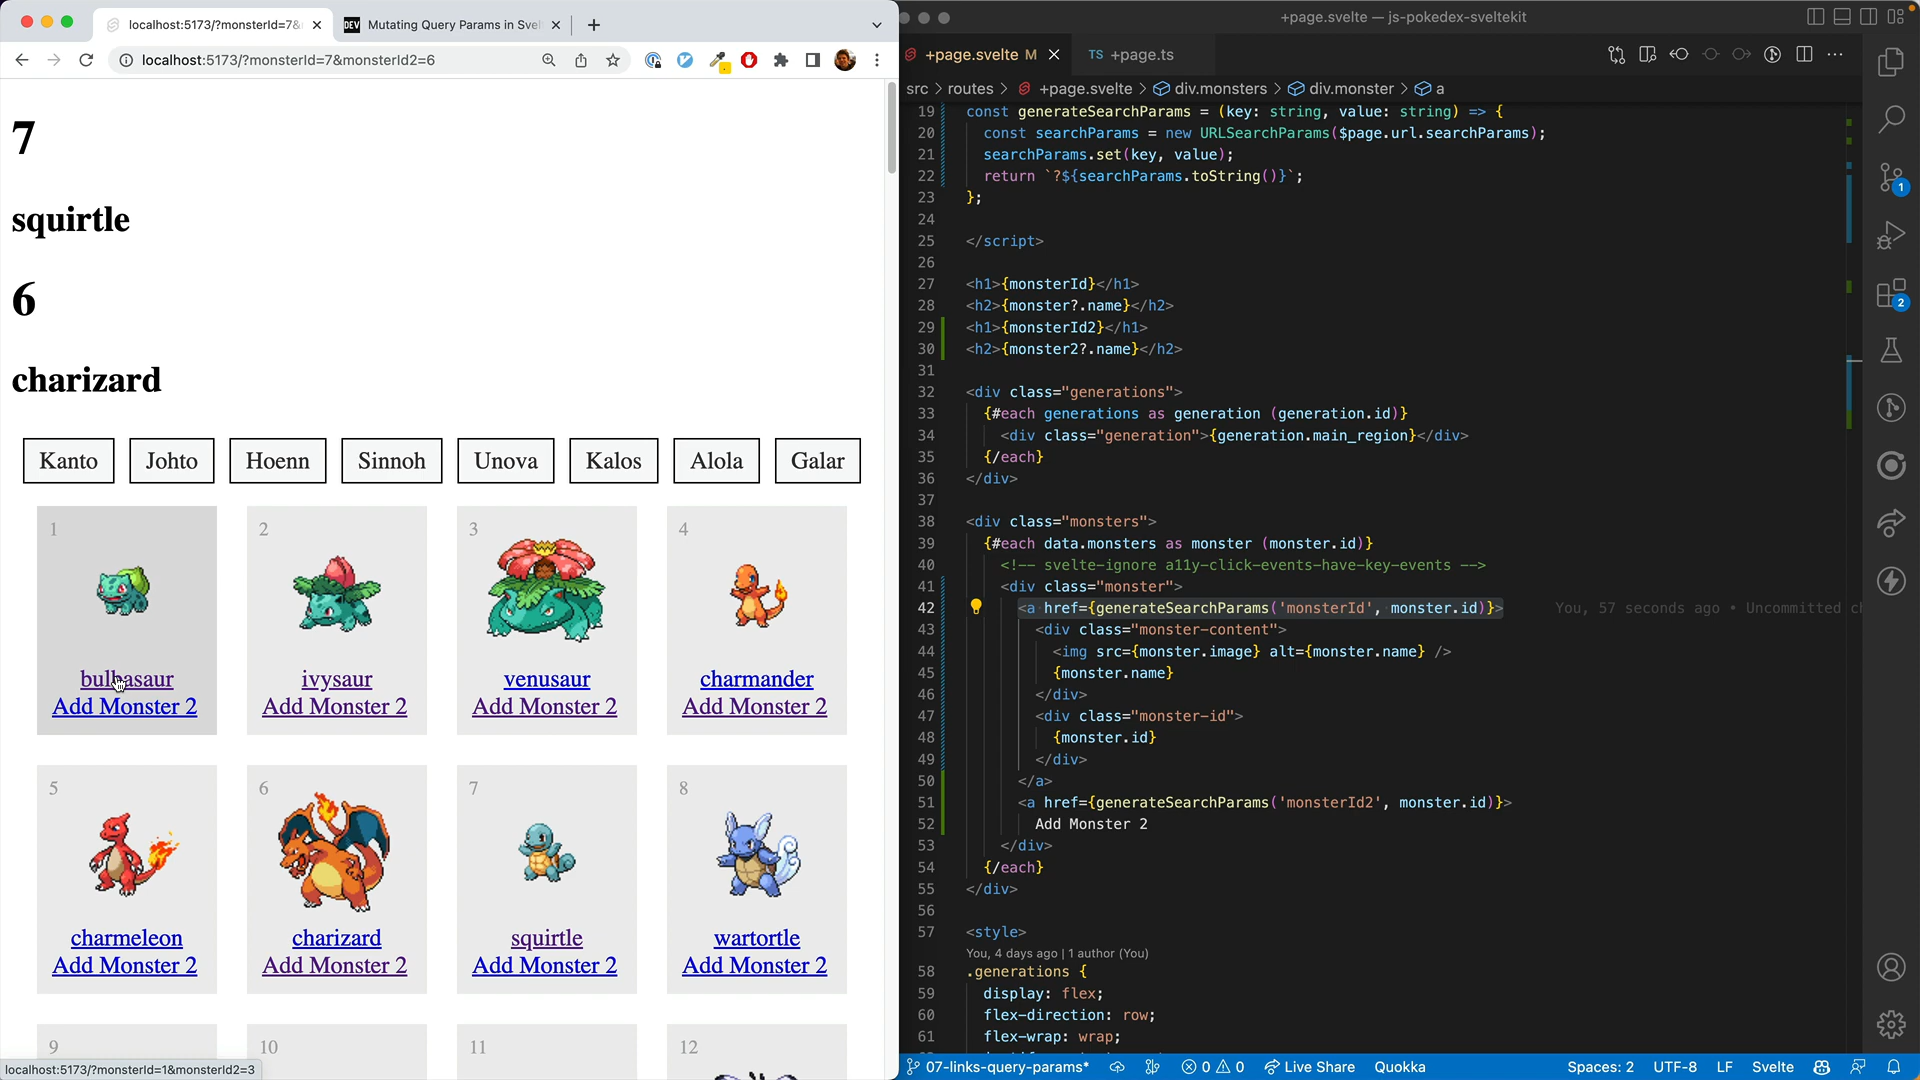 localhost:5173/?monsterId=7&
DEV Mutating Query Params in Sve
localhost:5173/?monsterId=7&monsterId2=6
7
squirtle
6
charizard
Kanto Johto Hoenn Sinnoh Unova Kalos Alola Galar
1 2 3 4
bulbasaur ivysaur venusaur charmander
Add Monster 2 Add Monster 2 Add Monster 2 Add Monster 2
5 6 7 8
charmeleon charizard squirtle wartortle
Add Monster 2 Add Monster 2 Add Monster 2 Add Monster 2
9 10 11 12
localhost:5173/?monsterId=1&monsterId2=3
+page.svelte — js-pokedex-sveltekit
+page.svelte M
TS +page.ts
src > routes > +page.svelte > div.monsters > div.monster > a
19 const generateSearchParams = (key: string, value: string) => {
20 const searchParams = new URLSearchParams($page.url.searchParams);
21 searchParams.set(key, value);
22 return `?${searchParams.toString()}`;
23 };
24
25 </script>
26
27 <h1>{monsterId}</h1>
28 <h2>{monster?.name}</h2>
29 <h1>{monsterId2}</h1>
30 <h2>{monster2?.name}</h2>
31
32 <div class="generations">
33 {#each generations as generation (generation.id)}
34 <div class="generation">{generation.main_region}</div>
35 {/each}
36 </div>
37
38 <div class="monsters">
39 {#each data.monsters as monster (monster.id)}
40 <!-- svelte-ignore a11y-click-events-have-key-events -->
41 <div class="monster">
42 <a href={generateSearchParams('monsterId', monster.id)}> You, 57 seconds ago • Uncommitted
43 <div class="monster-content">
44 <img src={monster.image} alt={monster.name} />
45 {monster.name}
46 </div>
47 <div class="monster-id">
48 {monster.id}
49 </div>
50 </a>
51 <a href={generateSearchParams('monsterId2', monster.id)}>
52 Add Monster 2
53 </div>
54 {/each}
55 </div>
56
57 <style>
You, 4 days ago | 1 author (You)
58 .generations {
59 display: flex;
60 flex-direction: row;
61 flex-wrap: wrap;
1
2
07-links-query-params* 0 0 Live Share Quokka Spaces: 2 UTF-8 LF Svelte